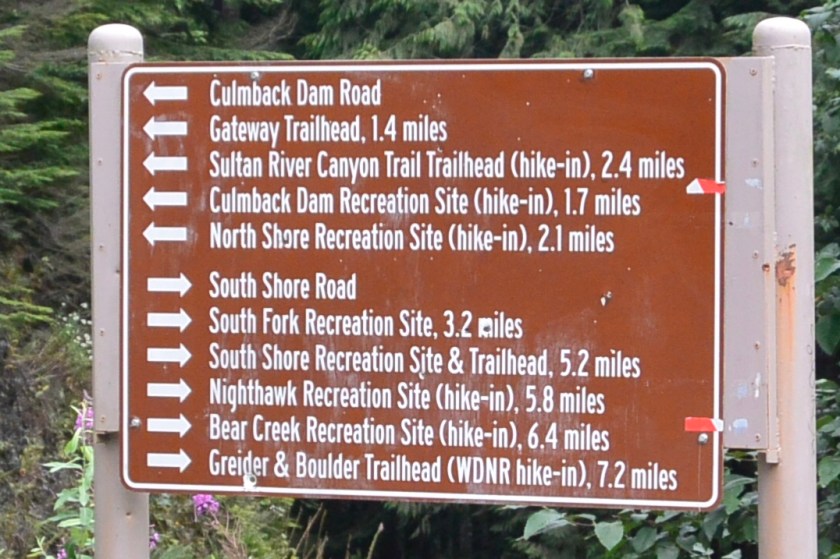 Culmback Dam Road
Gateway Trailhead, 1.4 miles
Sultan River Canyon Trail Trailhead (hike-in), 2.4 miles
Culmback Dam Recreation Site (hike-in), 1.7 miles
North Shore Recreation Site (hike-in), 2.1 miles
South Shore Road
South Fork Recreation Site, 3.2 miles
South Shore Recreation Site & Trailhead, 5.2 miles
Nighthawk Recreation Site (hike-in), 5.8 miles
Bear Creek Recreation Site (hike-in), 6.4 miles
Greider & Boulder Trailhead (WDNR hike-in), 7.2 miles